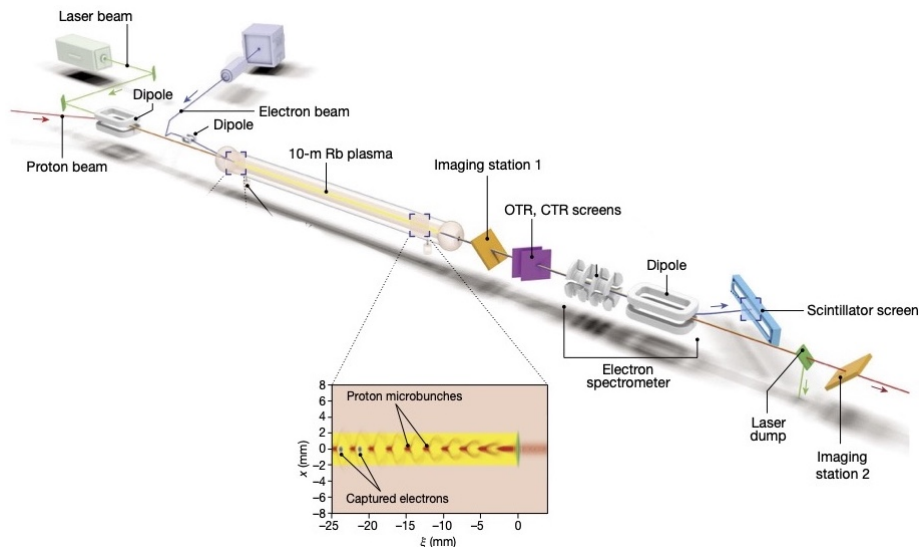 Laser beam
Dipole
Electron beam
Dipole
Proton beam
10-m Rb plasma
Imaging station 1
OTR, CTR screens
Dipole
Scintillator screen
Electron
spectrometer
Laser
dump
Imaging
station 2
8
6
4
2
0
−2
−4
−6
−8
x (mm)
Proton microbunches
Captured electrons
−25 −20 −15 −10 −5 0
ξ (mm)